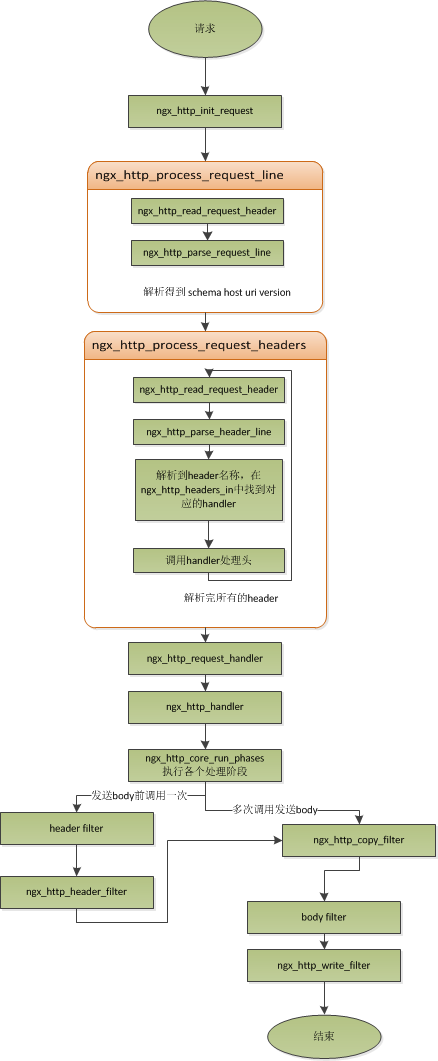 请求
ngx_http_init_request
ngx_http_process_request_line
ngx_http_read_request_header
ngx_http_parse_request_line
解析得到 schema host uri version
ngx_http_process_request_headers
ngx_http_read_request_header
ngx_http_parse_header_line
解析到header名称，在
ngx_http_headers_in中找到对
应的handler
调用handler处理头
解析完所有的header
ngx_http_request_handler
ngx_http_handler
ngx_http_core_run_phases
执行各个处理阶段
发送body前调用一次
多次调用发送body
header filter
ngx_http_copy_filter
ngx_http_header_filter
body filter
ngx_http_write_filter
结束